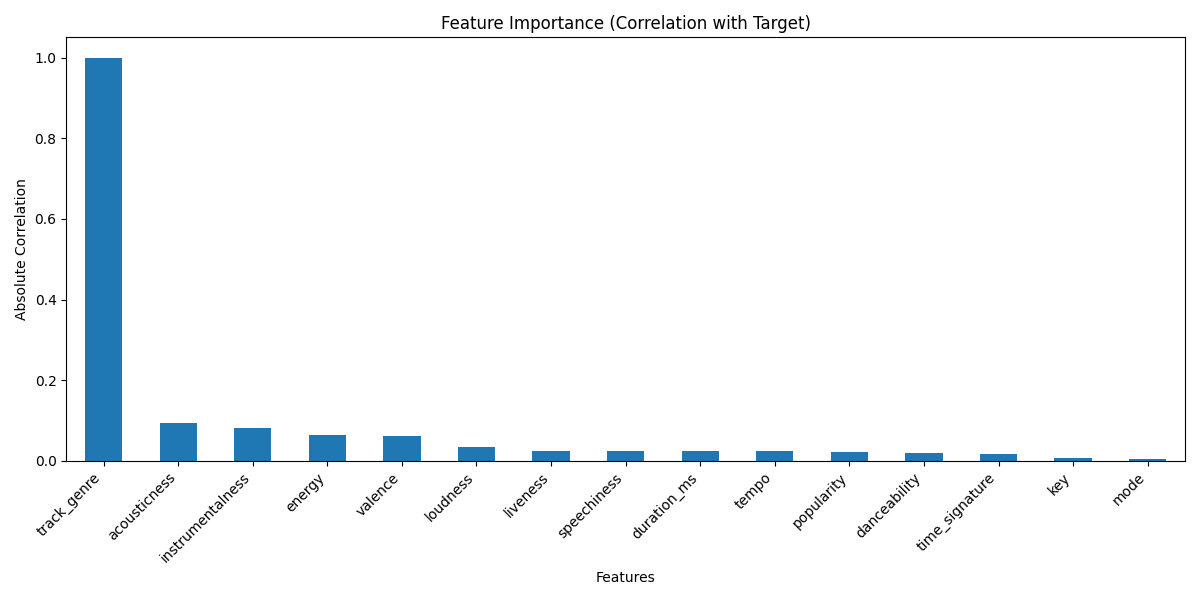 Feature Importance (Correlation with Target)
Absolute Correlation
1.0
0.8
0.6
0.4
0.2
0.0
track_genre
acousticness
instrumentalness
energy
valence
loudness
liveness
speechiness
duration_ms
tempo
popularity
danceability
time_signature
key
mode
Features